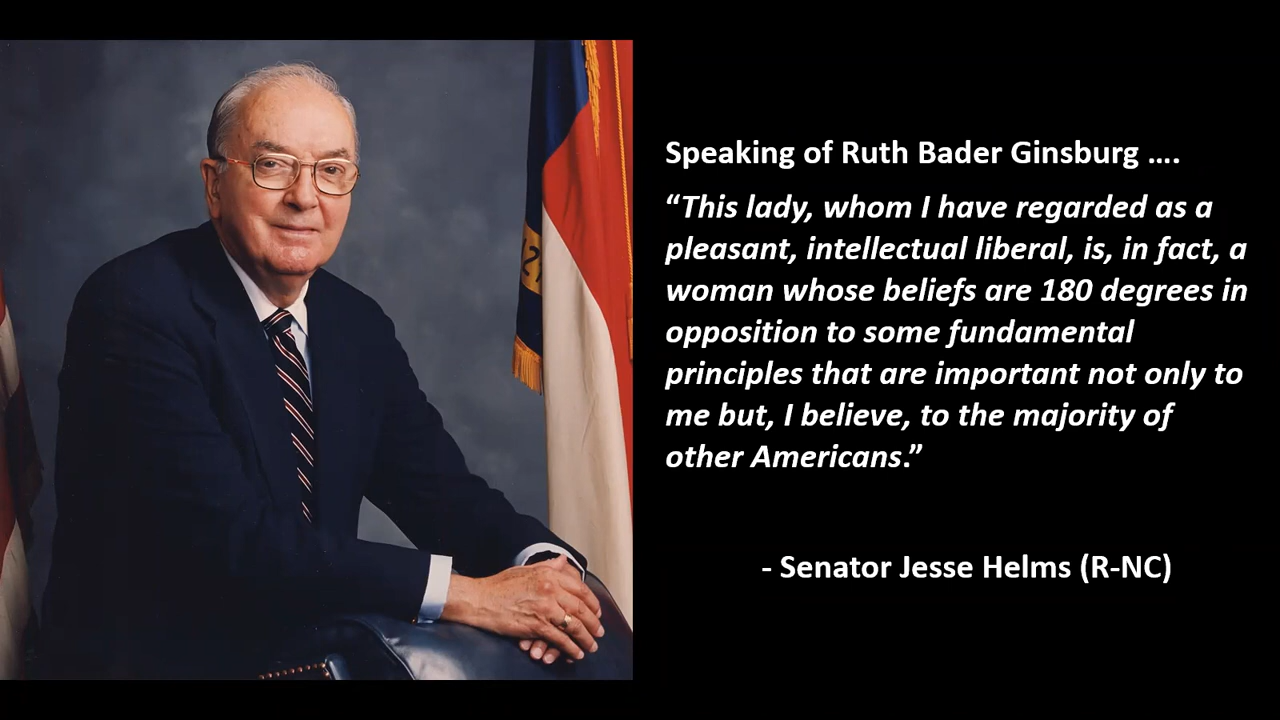 Speaking of Ruth Bader Ginsburg ….
“This lady, whom I have regarded as a
pleasant, intellectual liberal, is, in fact, a
woman whose beliefs are 180 degrees in
opposition to some fundamental
principles that are important not only to
me but, I believe, to the majority of
other Americans.”
- Senator Jesse Helms (R-NC)